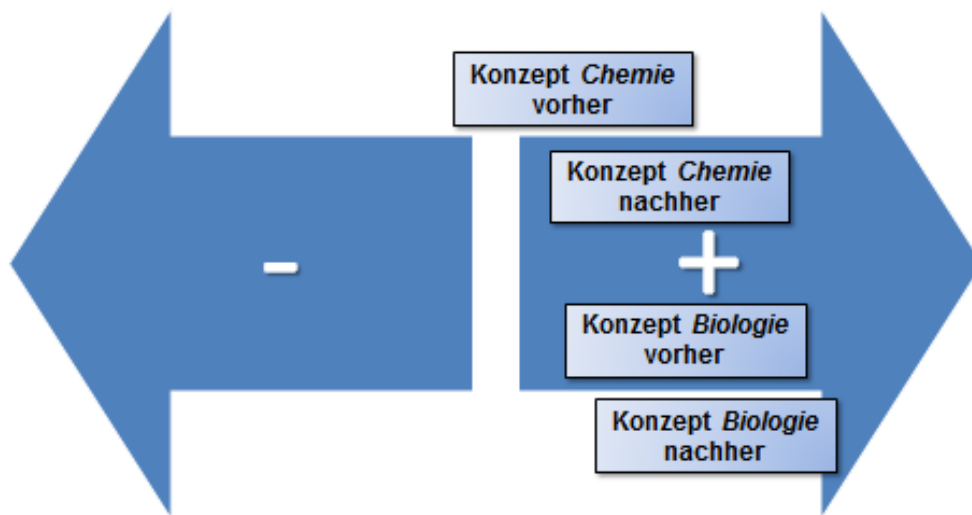 Konzept Chemie
vorher
Konzept Chemie
nachher
-
+
Konzept Biologie
vorher
Konzept Biologie
nachher